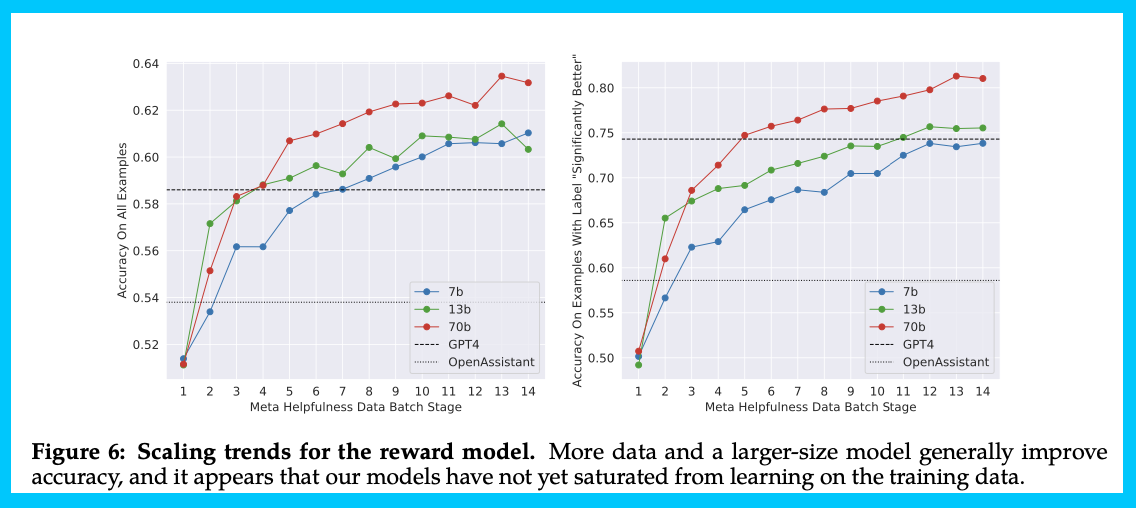 Accuracy On All Examples
0.64
0.62
0.60
0.58
0.56
0.54
0.52
7b
13b
70b
GPT4
OpenAssistant
1 2 3 4 5 6 7 8 9 10 11 12 13 14
Meta Helpfulness Data Batch Stage
Accuracy On Examples With Label "Significantly Better"
0.80
0.75
0.70
0.65
0.60
0.55
0.50
7b
13b
70b
GPT4
OpenAssistant
1 2 3 4 5 6 7 8 9 10 11 12 13 14
Meta Helpfulness Data Batch Stage
Figure 6: Scaling trends for the reward model. More data and a larger-size model generally improve
accuracy, and it appears that our models have not yet saturated from learning on the training data.